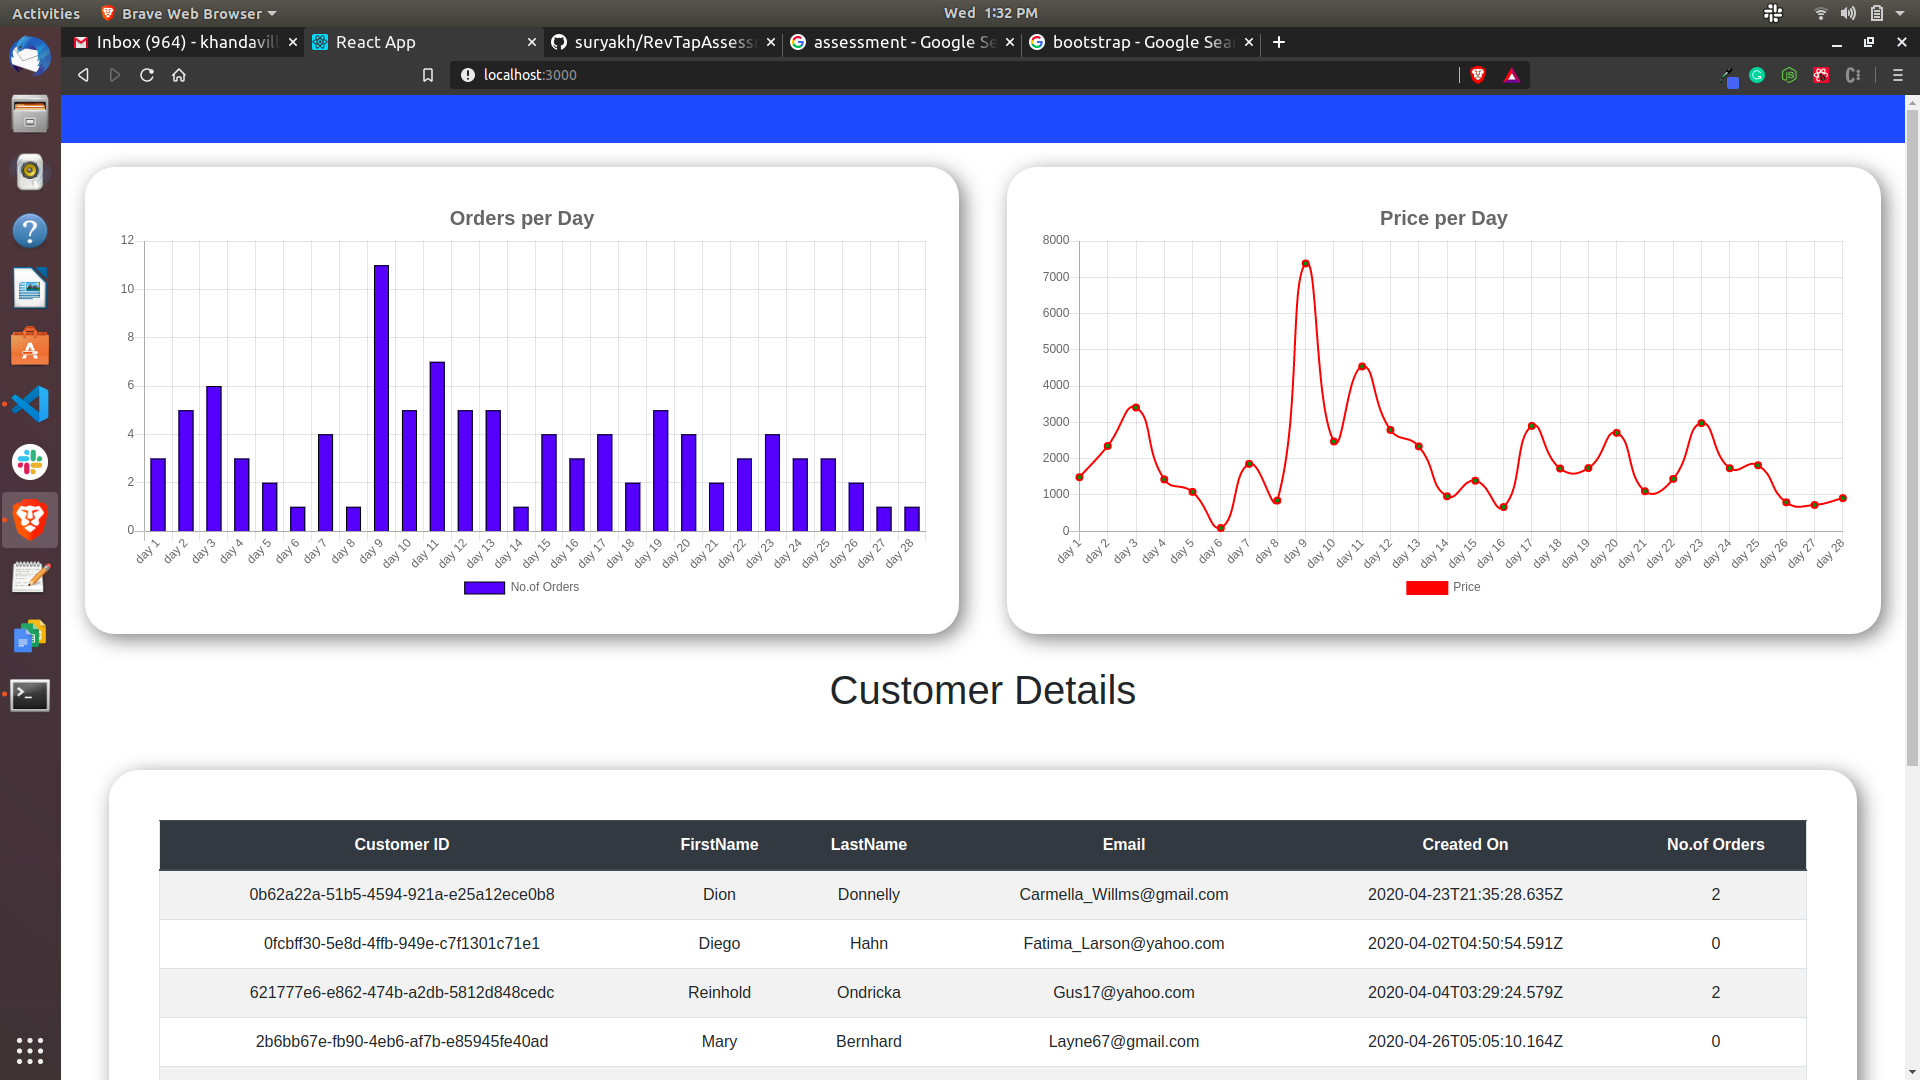 Activities Brave Web Browser Wed 1:32 PM
Inbox (964) - khandavill React App suryakh/RevTapAssess assessment - Google Se bootstrap - Google Sear
localhost:3000
Orders per Day
12
10
8
6
4
2
0
day 1 day 2 day 3 day 4 day 5 day 6 day 7 day 8 day 9 day 10 day 11 day 12 day 13 day 14 day 15 day 16 day 17 day 18 day 19 day 20 day 21 day 22 day 23 day 24 day 25 day 26 day 27 day 28
No.of Orders
Price per Day
8000
7000
6000
5000
4000
3000
2000
1000
0
day 1 day 2 day 3 day 4 day 5 day 6 day 7 day 8 day 9 day 10 day 11 day 12 day 13 day 14 day 15 day 16 day 17 day 18 day 19 day 20 day 21 day 22 day 23 day 24 day 25 day 26 day 27 day 28
Price
Customer Details
Customer ID FirstName LastName Email Created On No.of Orders
0b62a22a-51b5-4594-921a-e25a12ece0b8 Dion Donnelly Carmella_Willms@gmail.com 2020-04-23T21:35:28.635Z 2
0fcbff30-5e8d-4ffb-949e-c7f1301c71e1 Diego Hahn Fatima_Larson@yahoo.com 2020-04-02T04:50:54.591Z 0
621777e6-e862-474b-a2db-5812d848cedc Reinhold Ondricka Gus17@yahoo.com 2020-04-04T03:29:24.579Z 2
2b6bb67e-fb90-4eb6-af7b-e85945fe40ad Mary Bernhard Layne67@gmail.com 2020-04-26T05:05:10.164Z 0